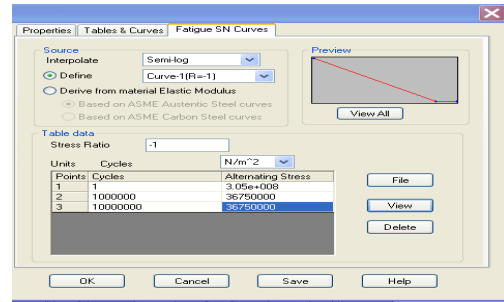 Properties Tables & Curves Fatigue SN Curves
Source
Interpolate Semi-log
Define Curve-1(R=-1)
Derive from material Elastic Modulus
Based on ASME Austentic Steel curves
Based on ASME Carbon Steel curves
Preview
View All
Table data
Stress Ratio -1
Units Cycles N/m^2
Points Cycles Alternating Stress
1 1 3.05e+008
2 1000000 36750000
3 10000000 36750000
File
View
Delete
OK Cancel Save Help